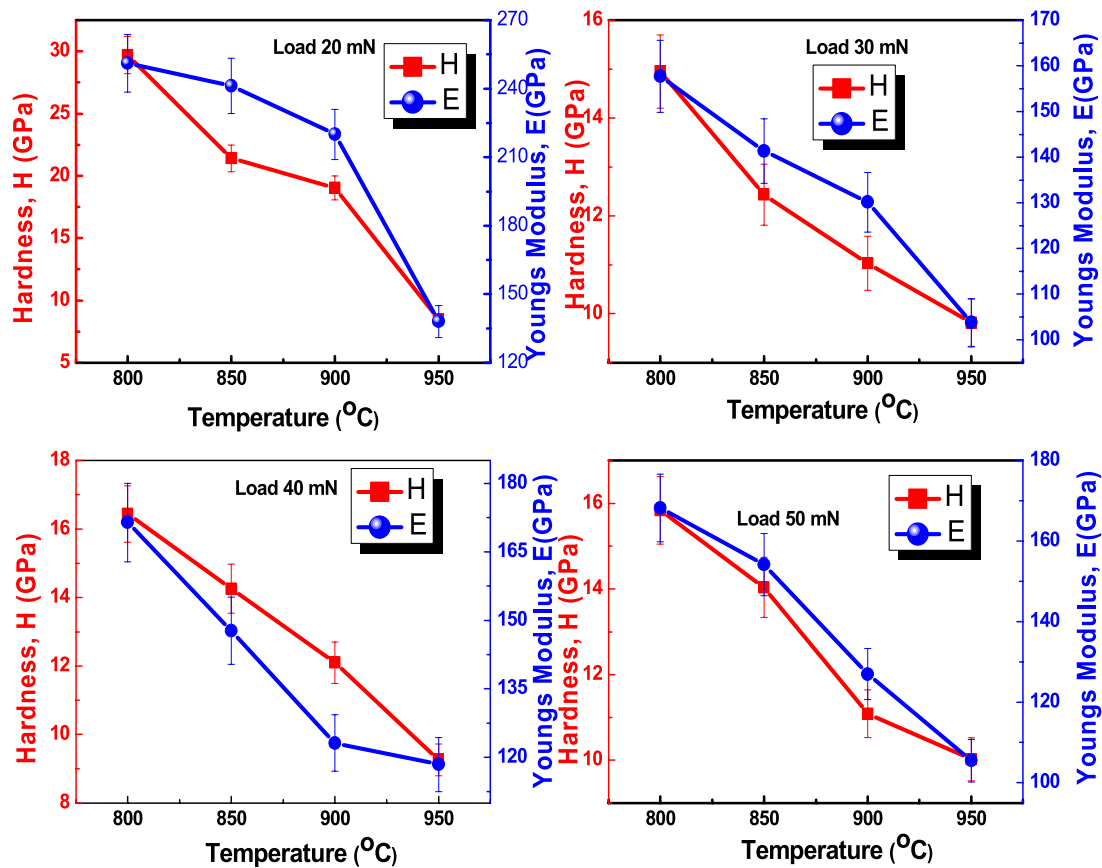 Load 20 mN
H
E
Hardness, H (GPa)
30
25
20
15
10
5
Youngs Modulus, E(GPa)
270
240
210
180
150
120
800 850 900 950
Temperature (°C)
Load 30 mN
H
E
Hardness, H (GPa)
16
14
12
10
Youngs Modulus, E(GPa)
170
160
150
140
130
120
110
100
800 850 900 950
Temperature (°C)
Load 40 mN
H
E
Hardness, H (GPa)
18
16
14
12
10
8
Youngs Modulus, E(GPa)
180
165
150
135
120
800 850 900 950
Temperature (°C)
Load 50 mN
H
E
Hardness, H (GPa)
16
14
12
10
Youngs Modulus, E(GPa)
180
160
140
120
100
800 850 900 950
Temperature (°C)